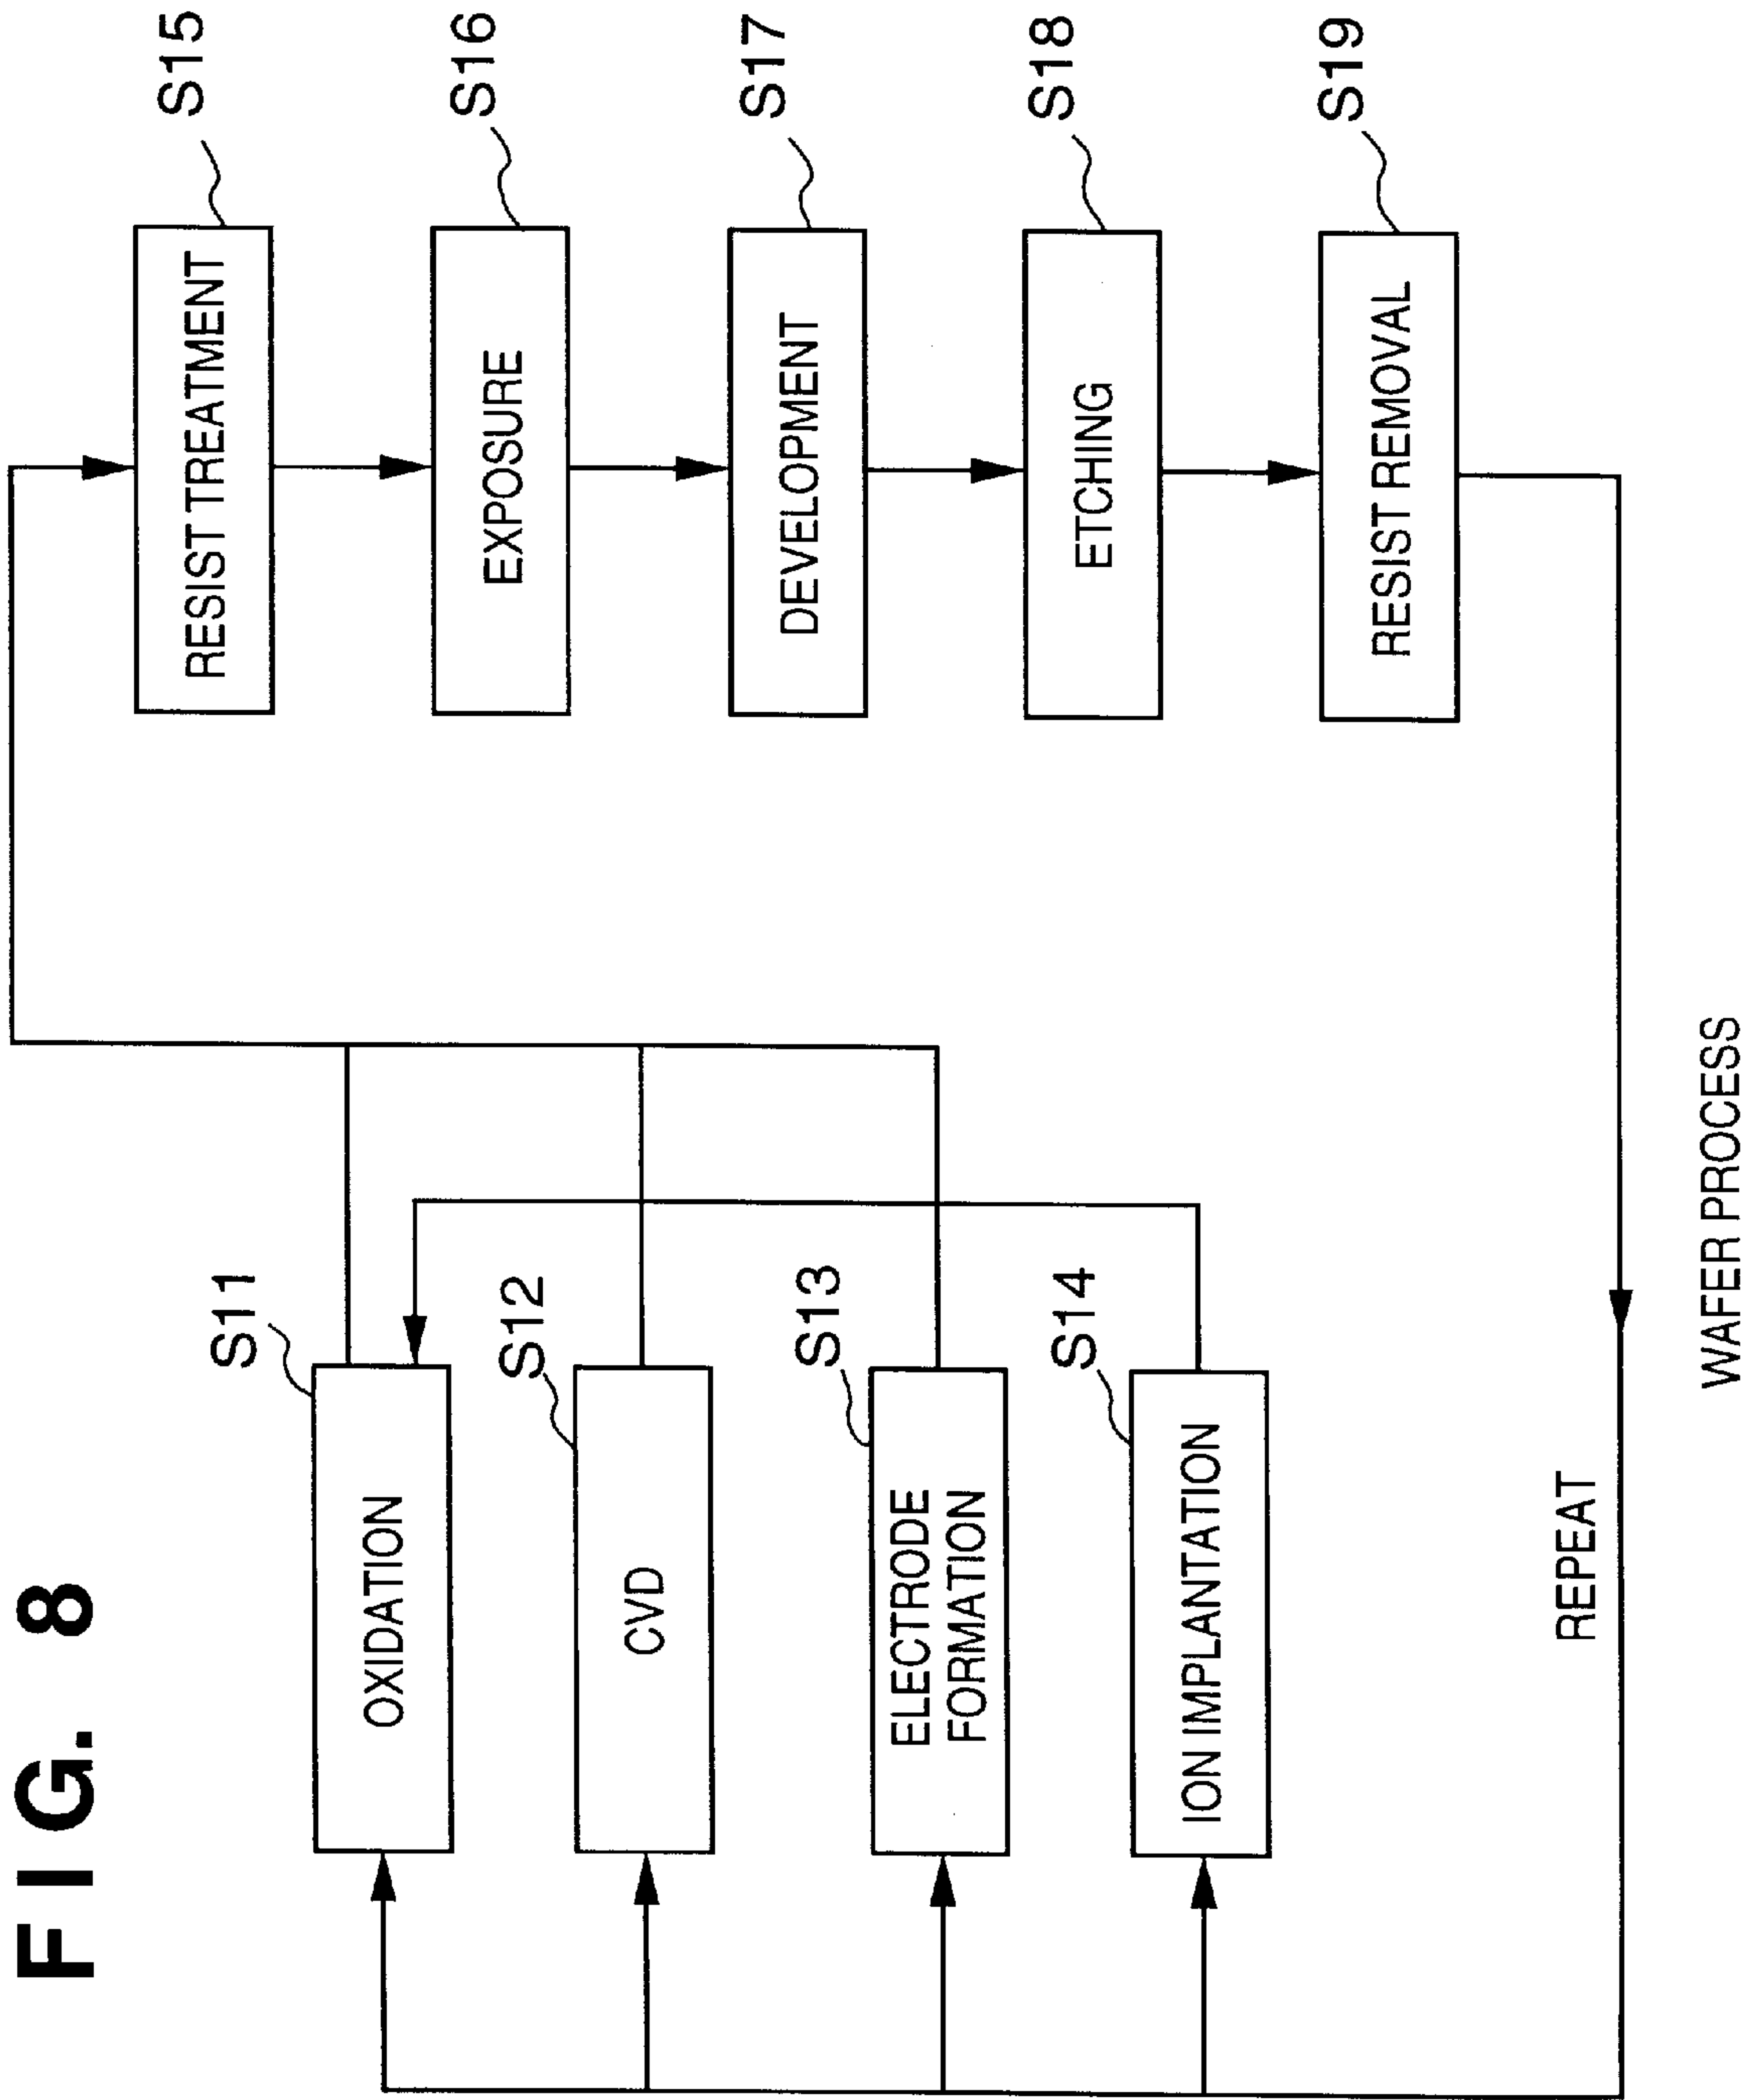 FIG. 8
S11
OXIDATION
S12
CVD
S13
ELECTRODE
FORMATION
S14
ION IMPLANTATION
S15
RESIST TREATMENT
S16
EXPOSURE
S17
DEVELOPMENT
S18
ETCHING
S19
RESIST REMOVAL
REPEAT
WAFER PROCESS